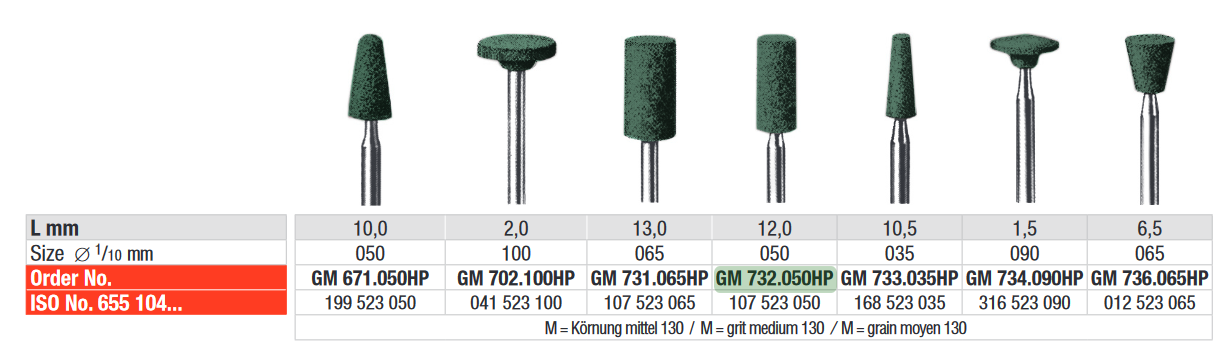 L mm 10,0 2,0 13,0 12,0 10,5 1,5 6,5
Size ⌀ 1/10 mm 050 100 065 050 035 090 065
Order No. GM 671.050HP GM 702.100HP GM 731.065HP GM 732.050HP GM 733.035HP GM 734.090HP GM 736.065HP
ISO No. 655 104... 199 523 050 041 523 100 107 523 065 107 523 050 168 523 035 316 523 090 012 523 065
M = Körnung mittel 130 / M = grit medium 130 / M = grain moyen 130